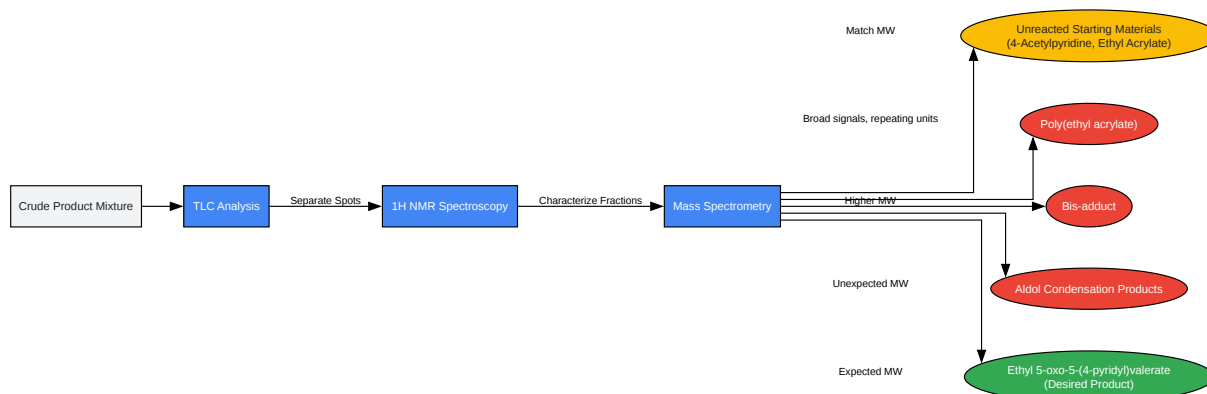 Match MW
Unreacted Starting Materials
(4-Acetylpyridine, Ethyl Acrylate)
Broad signals, repeating units
Poly(ethyl acrylate)
Crude Product Mixture
TLC Analysis
Separate Spots
1H NMR Spectroscopy
Characterize Fractions
Mass Spectrometry
Higher MW
Bis-adduct
Unexpected MW
Aldol Condensation Products
Expected MW
Ethyl 5-oxo-5-(4-pyridyl)valerate
(Desired Product)